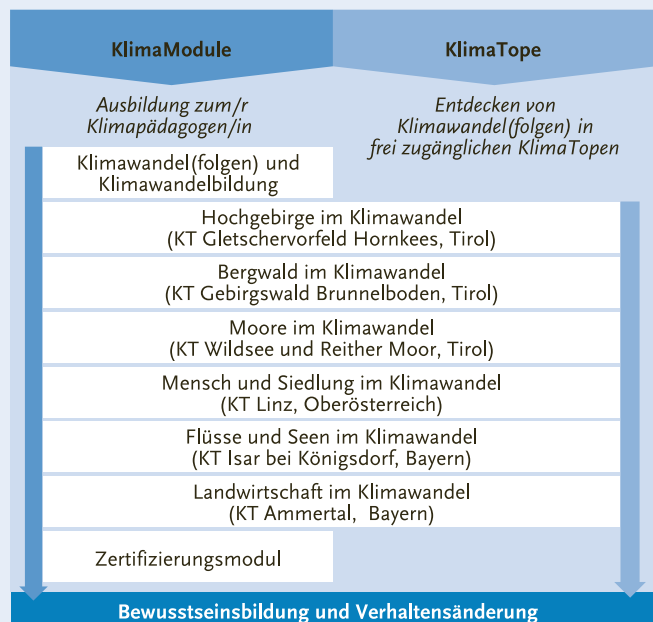 KlimaModule
KlimaTope
Ausbildung zum/r
Klimapädagogen/in
Entdecken von
Klimawandel(folgen) in
frei zugänglichen KlimaTopen
Klimawandel(folgen) und
Klimawandelbildung
Hochgebirge im Klimawandel
(KT Gletschervorfeld Hornkees, Tirol)
Bergwald im Klimawandel
(KT Gebirgswald Brunnelboden, Tirol)
Moore im Klimawandel
(KT Wildsee und Reither Moor, Tirol)
Mensch und Siedlung im Klimawandel
(KT Linz, Oberösterreich)
Flüsse und Seen im Klimawandel
(KT Isar bei Königsdorf, Bayern)
Landwirtschaft im Klimawandel
(KT Ammertal, Bayern)
Zertifizierungsmodul
Bewusstseinsbildung und Verhaltensänderung